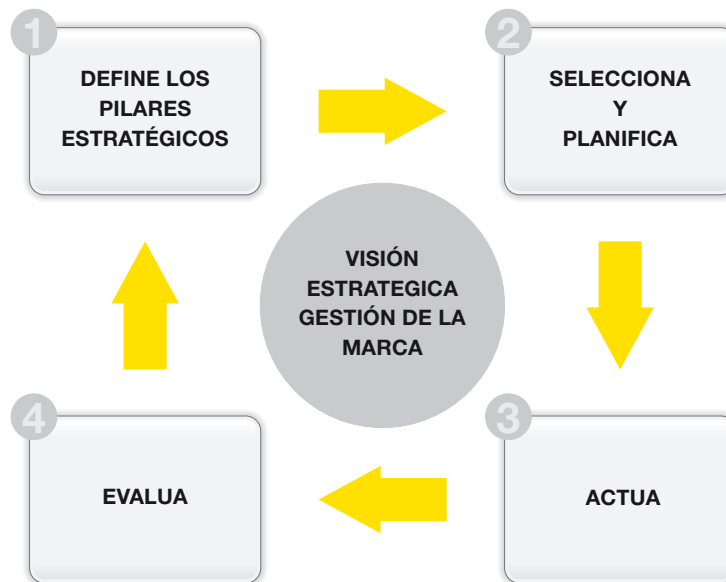 1
DEFINE LOS
PILARES
ESTRATÉGICOS
2
SELECCIONA
Y
PLANIFICA
VISIÓN
ESTRATEGICA
GESTIÓN DE LA
MARCA
4
EVALUA
3
ACTUA